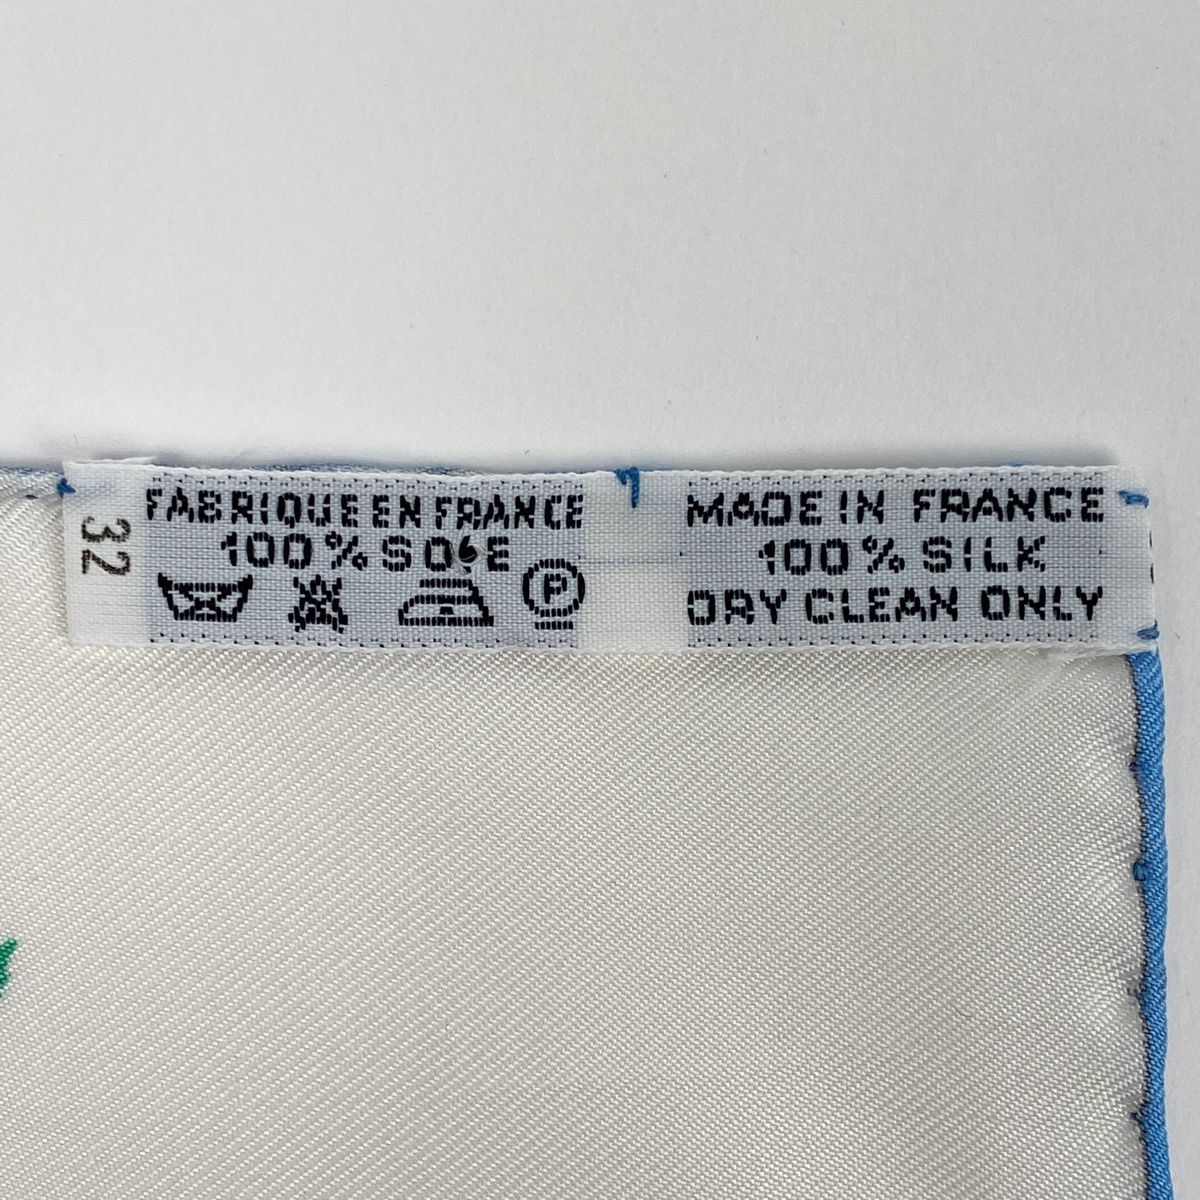 32
FABRIQUE EN FRANCE
100% SOIE
P
MADE IN FRANCE
100% SILK
DRY CLEAN ONLY